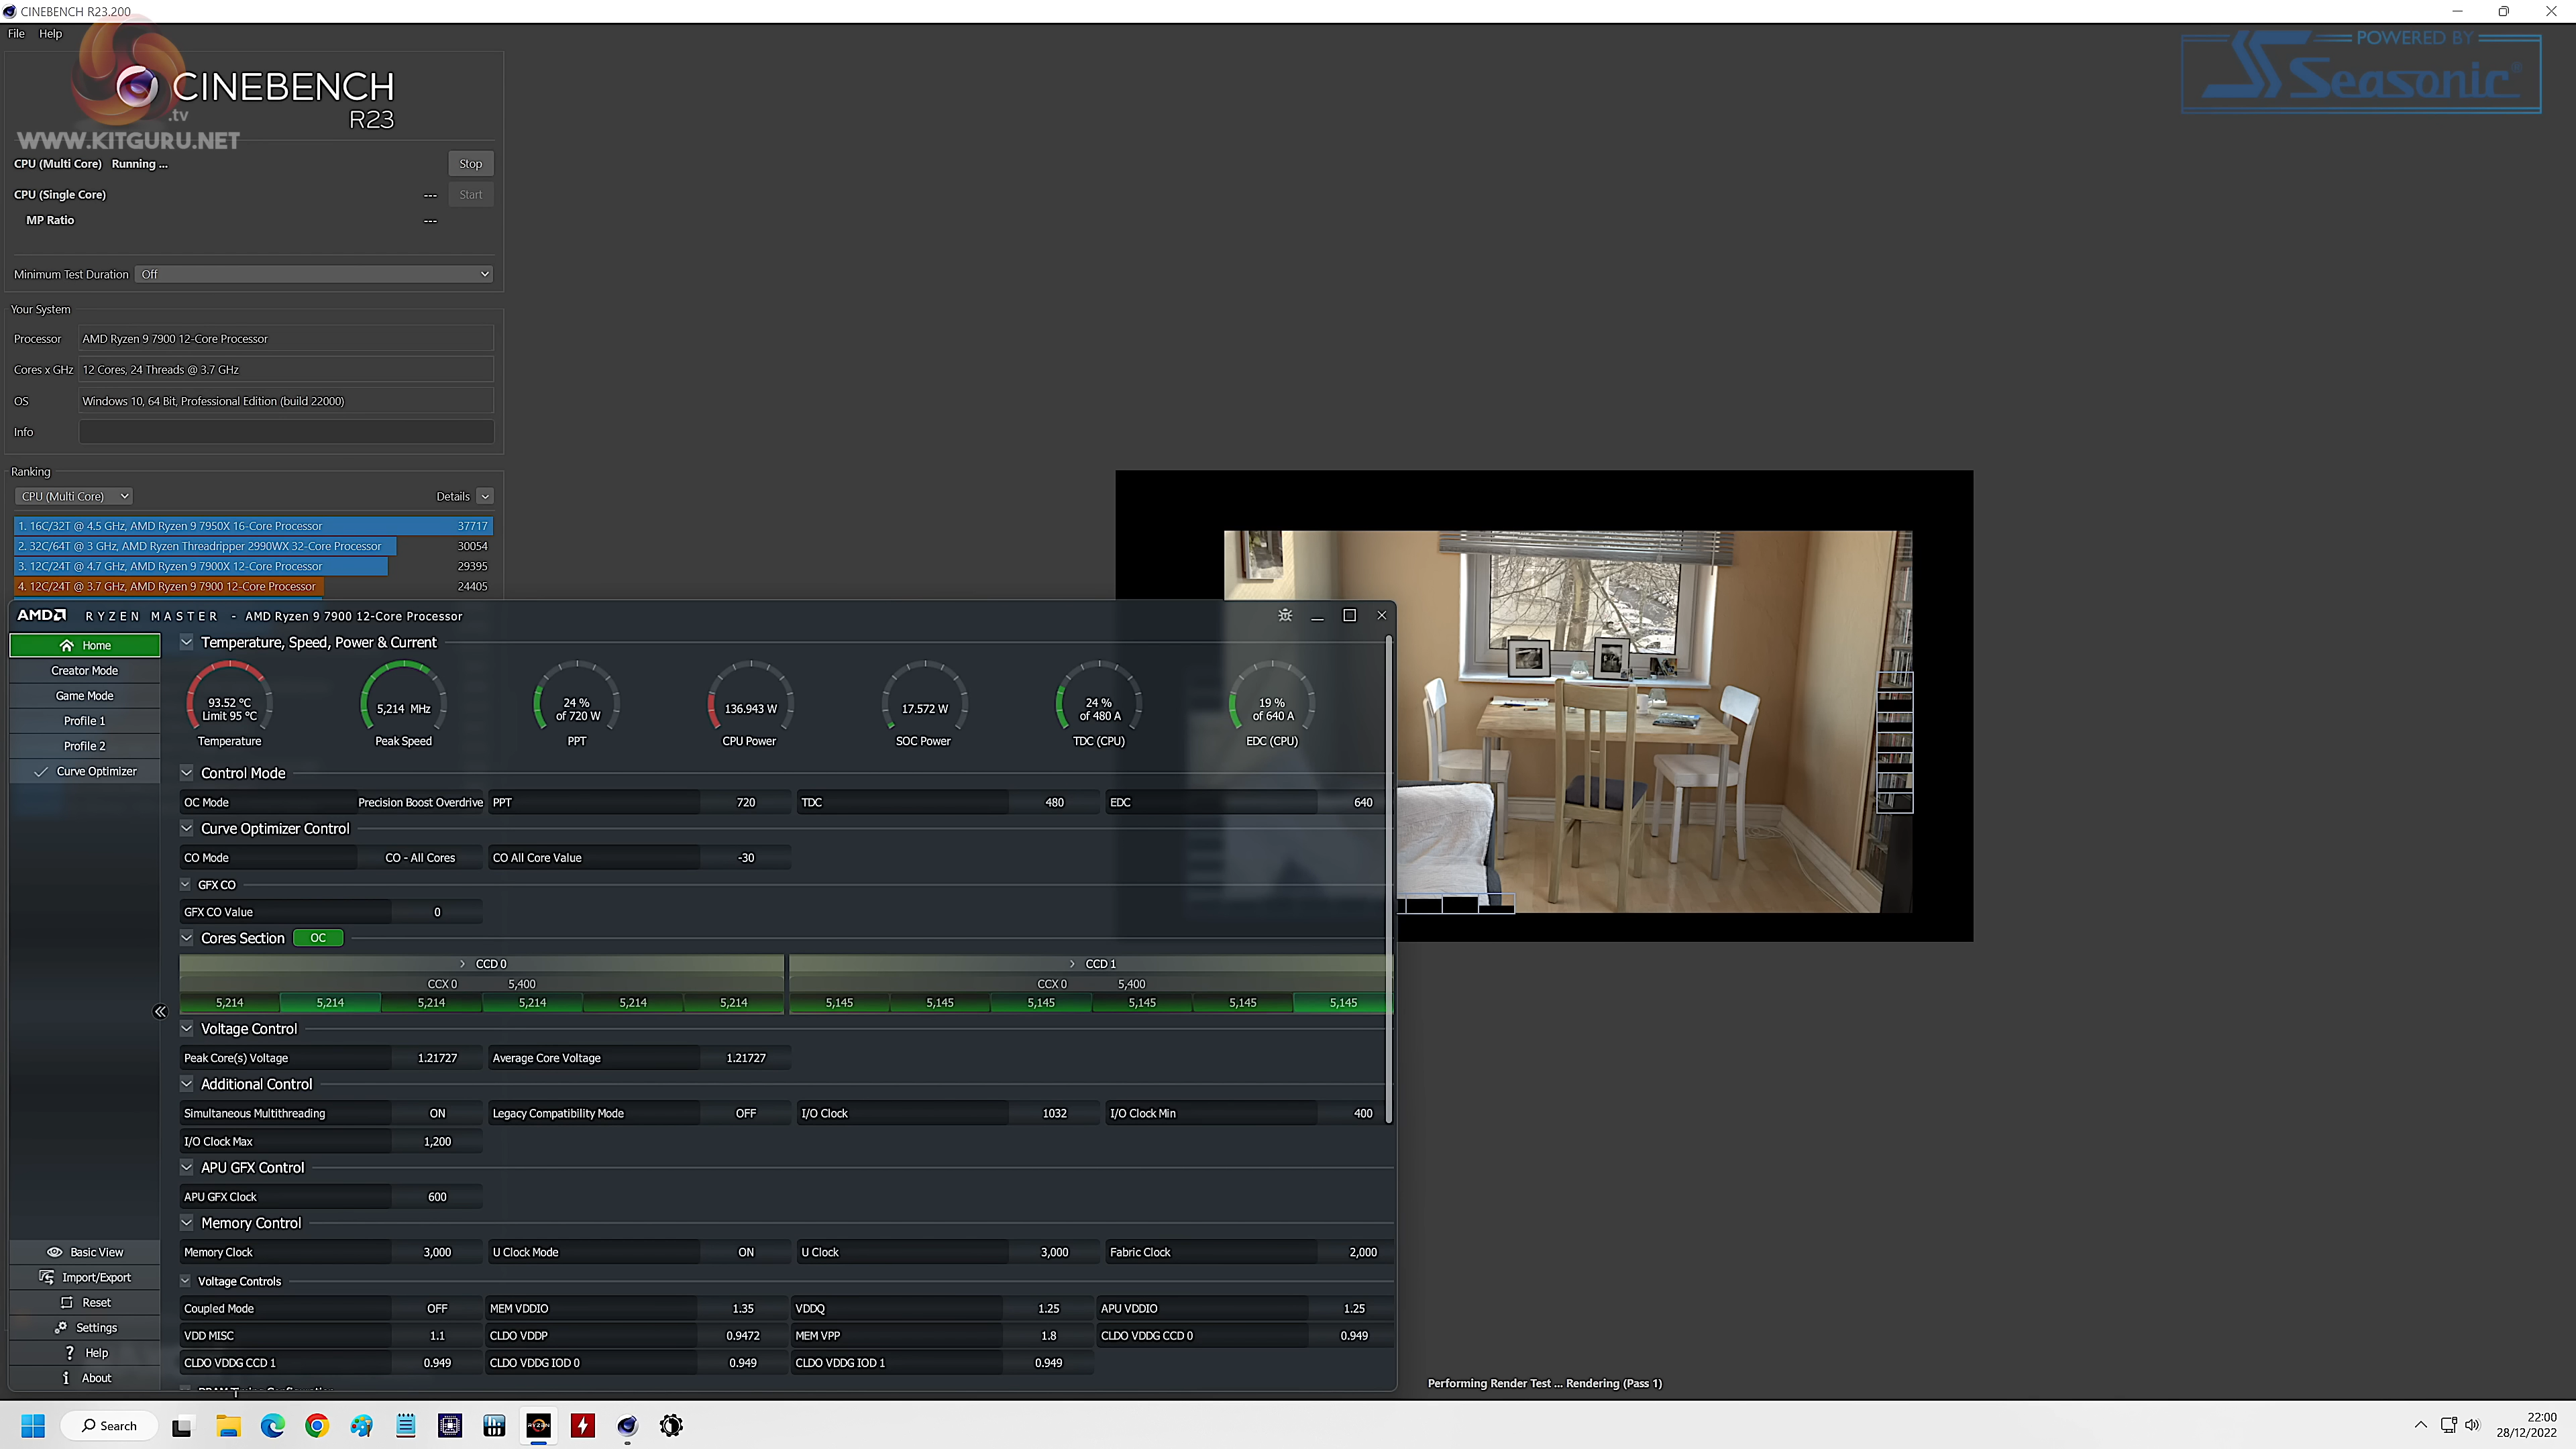 CINEBENCH R23.200
File Help
POWERED BY
Seasonic®
CINEBENCH
R23
.tv
WWW.KITGURU.NET
CPU (Multi Core) Running ... Stop
CPU (Single Core) --- Start
MP Ratio ---
Minimum Test Duration Off
Your System
Processor AMD Ryzen 9 7900 12-Core Processor
Cores x GHz 12 Cores, 24 Threads @ 3.7 GHz
OS Windows 10, 64 Bit, Professional Edition (build 22000)
Info
Ranking
CPU (Multi Core) Details
1. 16C/32T @ 4.5 GHz, AMD Ryzen 9 7950X 16-Core Processor 37717
2. 32C/64T @ 3 GHz, AMD Ryzen Threadripper 2990WX 32-Core Processor 30054
3. 12C/24T @ 4.7 GHz, AMD Ryzen 9 7900X 12-Core Processor 29395
4. 12C/24T @ 3.7 GHz, AMD Ryzen 9 7900 12-Core Processor 24405
AMD RYZEN MASTER - AMD Ryzen 9 7900 12-Core Processor
Home
Creator Mode
Game Mode
Profile 1
Profile 2
Curve Optimizer
Temperature, Speed, Power & Current
93.52 °C 5,214 MHz 24 % 136.943 W 17.572 W 24 % 19 %
Limit 95 °C of 720 W of 480 A of 640 A
Temperature Peak Speed PPT CPU Power SOC Power TDC (CPU) EDC (CPU)
Control Mode
OC Mode Precision Boost Overdrive PPT 720 TDC 480 EDC 640
Curve Optimizer Control
CO Mode CO - All Cores CO All Core Value -30
GFX CO
GFX CO Value 0
Cores Section OC
CCD 0 CCD 1
CCX 0 5,400 CCX 0 5,400
5,214 5,214 5,214 5,214 5,214 5,214 5,145 5,145 5,145 5,145 5,145 5,145
Voltage Control
Peak Core(s) Voltage 1.21727 Average Core Voltage 1.21727
Additional Control
Simultaneous Multithreading ON Legacy Compatibility Mode OFF I/O Clock 1032 I/O Clock Min 400
I/O Clock Max 1,200
APU GFX Control
APU GFX Clock 600
Memory Control
Memory Clock 3,000 U Clock Mode ON U Clock 3,000 Fabric Clock 2,000
Voltage Controls
Coupled Mode OFF MEM VDDIO 1.35 VDDQ 1.25 APU VDDIO 1.25
VDD MISC 1.1 CLDO VDDP 0.9472 MEM VPP 1.8 CLDO VDDG CCD 0 0.949
CLDO VDDG CCD 1 0.949 CLDO VDDG IOD 0 0.949 CLDO VDDG IOD 1 0.949
Basic View
Import/Export
Reset
Settings
Help
About
Performing Render Test ... Rendering (Pass 1)
Search
RYZEN
22:00
28/12/2022